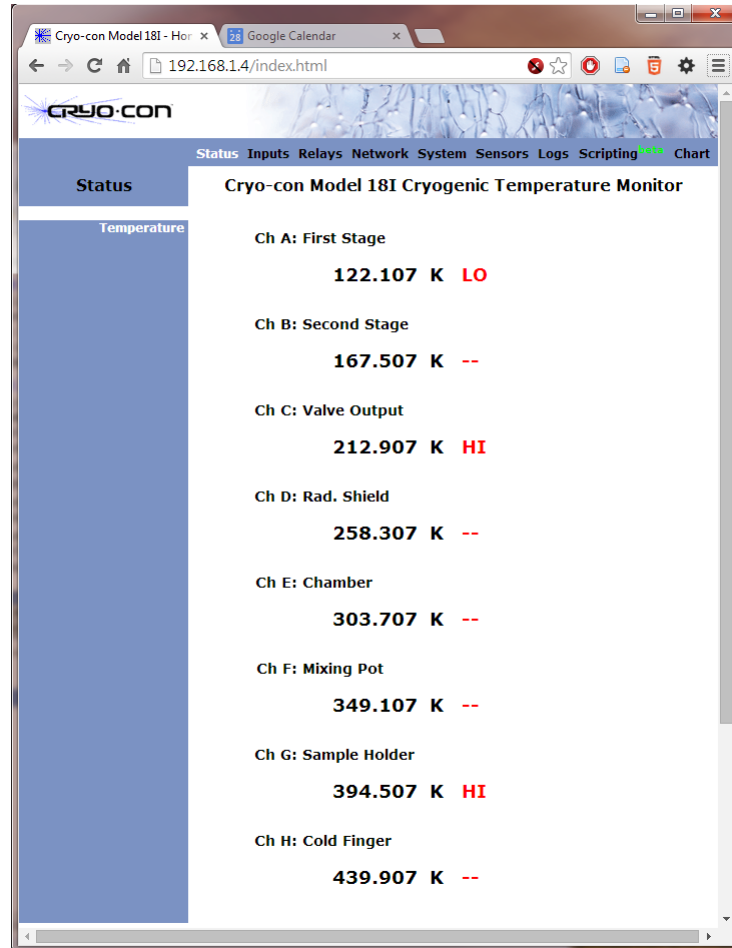 Cryo-con Model 18I - Hor
28 Google Calendar
192.168.1.4/index.html
CRYO·CON
Status Inputs Relays Network System Sensors Logs Scripting beta Chart
Status
Cryo-con Model 18I Cryogenic Temperature Monitor
Temperature
Ch A: First Stage
122.107 K LO
Ch B: Second Stage
167.507 K --
Ch C: Valve Output
212.907 K HI
Ch D: Rad. Shield
258.307 K --
Ch E: Chamber
303.707 K --
Ch F: Mixing Pot
349.107 K --
Ch G: Sample Holder
394.507 K HI
Ch H: Cold Finger
439.907 K --